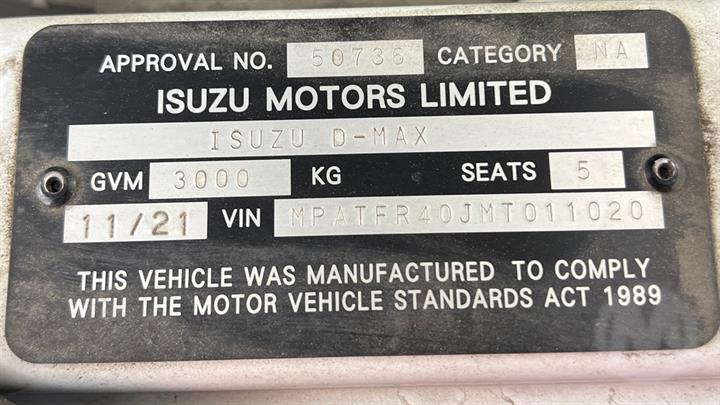 APPROVAL NO. 50736 CATEGORY NA
ISUZU MOTORS LIMITED
ISUZU D-MAX
GVM 3000 KG SEATS 5
11/21 VIN MPATFR40JMT011020
THIS VEHICLE WAS MANUFACTURED TO COMPLY
WITH THE MOTOR VEHICLE STANDARDS ACT 1989